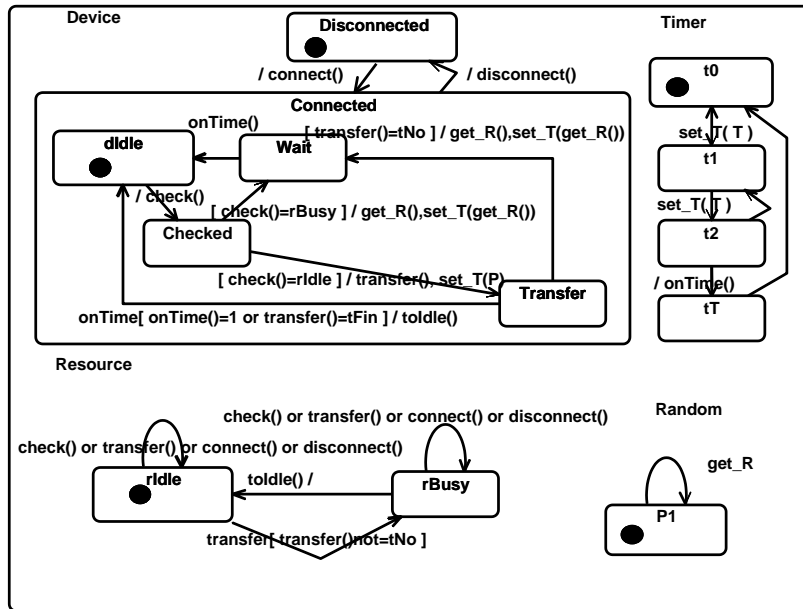 Device
Disconnected
Timer
/ connect()
/ disconnect()
t0
Connected
onTime()
[ transfer()=tNo ] / get_R(),set_T(get_R())
set_T( T )
dIdle
Wait
t1
/ check()
[ check()=rBusy ] / get_R(),set_T(get_R())
set_T( T )
Checked
t2
[ check()=rIdle ] / transfer(), set_T(P)
/ onTime()
Transfer
tT
onTime[ onTime()=1 or transfer()=tFin ] / toIdle()
Resource
check() or transfer() or connect() or disconnect()
Random
check() or transfer() or connect() or disconnect()
get_R
rIdle
toIdle() /
rBusy
P1
transfer[ transfer()not=tNo ]